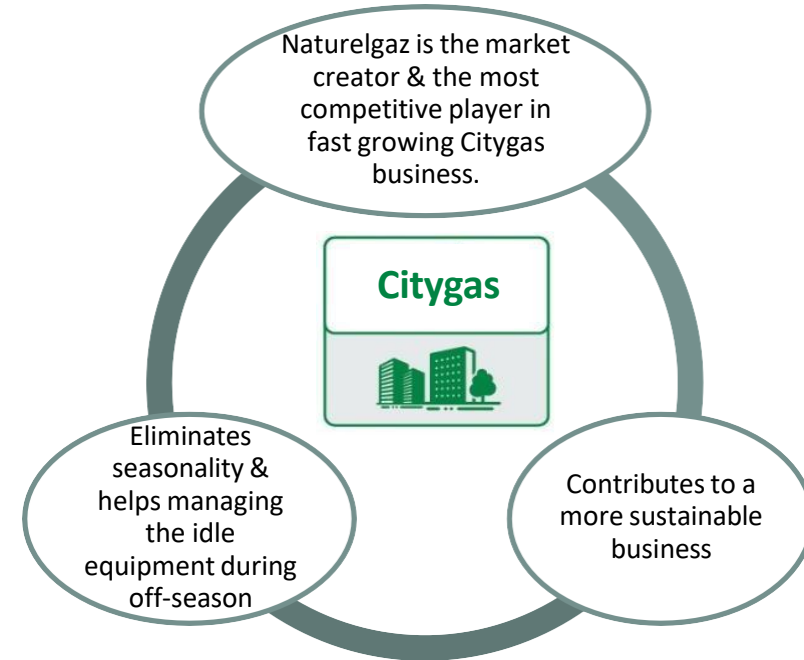 Naturelgaz is the market
creator & the most
competitive player in
fast growing Citygas
business.
Citygas
Eliminates
seasonality &
helps managing
the idle
equipment during
off-season
Contributes to a
more sustainable
business